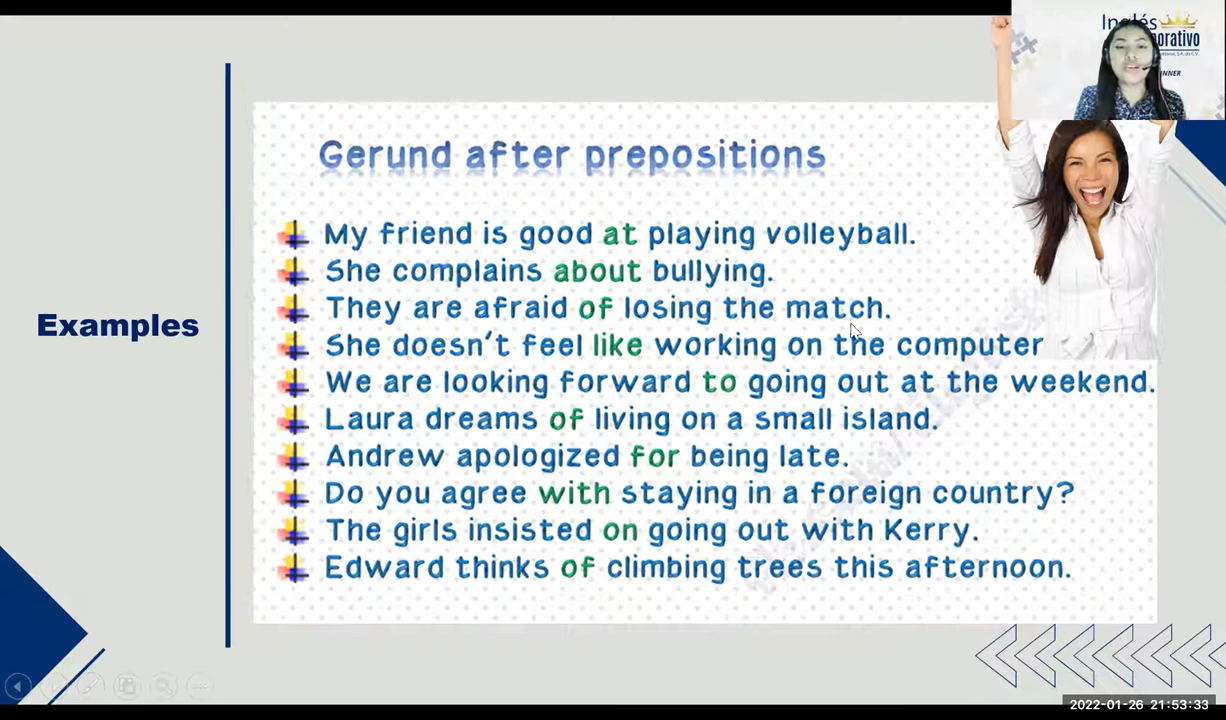 Inglés
orativo
NNER
Gerund after prepositions
My friend is good at playing volleyball.
She complains about bullying.
They are afraid of losing the match.
Examples
She doesn't feel like working on the computer
We are looking forward to going out at the weekend.
Laura dreams of living on a small island.
Andrew apologized for being late.
Do you agree with staying in a foreign country?
The girls insisted on going out with Kerry.
Edward thinks of climbing trees this afternoon.
2022-01-26 21:53:33